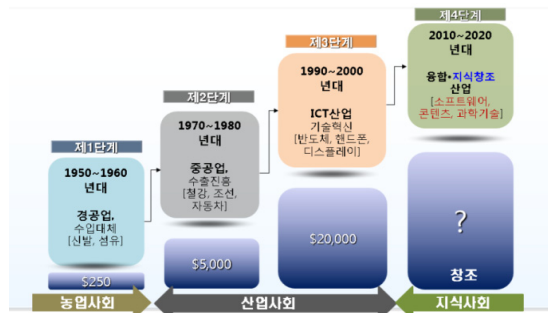 제1단계
1950~1960
년대
경공업,
수입대체
[신발, 섬유]
$250
제2단계
1970~1980
년대
중공업,
수출진흥
[철강, 조선,
자동차]
$5,000
제3단계
1990~2000
년대
ICT산업
기술혁신
[반도체, 핸드폰,
디스플레이]
$20,000
제4단계
2010~2020
년대
융합•지식창조
산업
[소프트웨어,
콘텐츠, 과학기술]
?
창조
농업사회
산업사회
지식사회